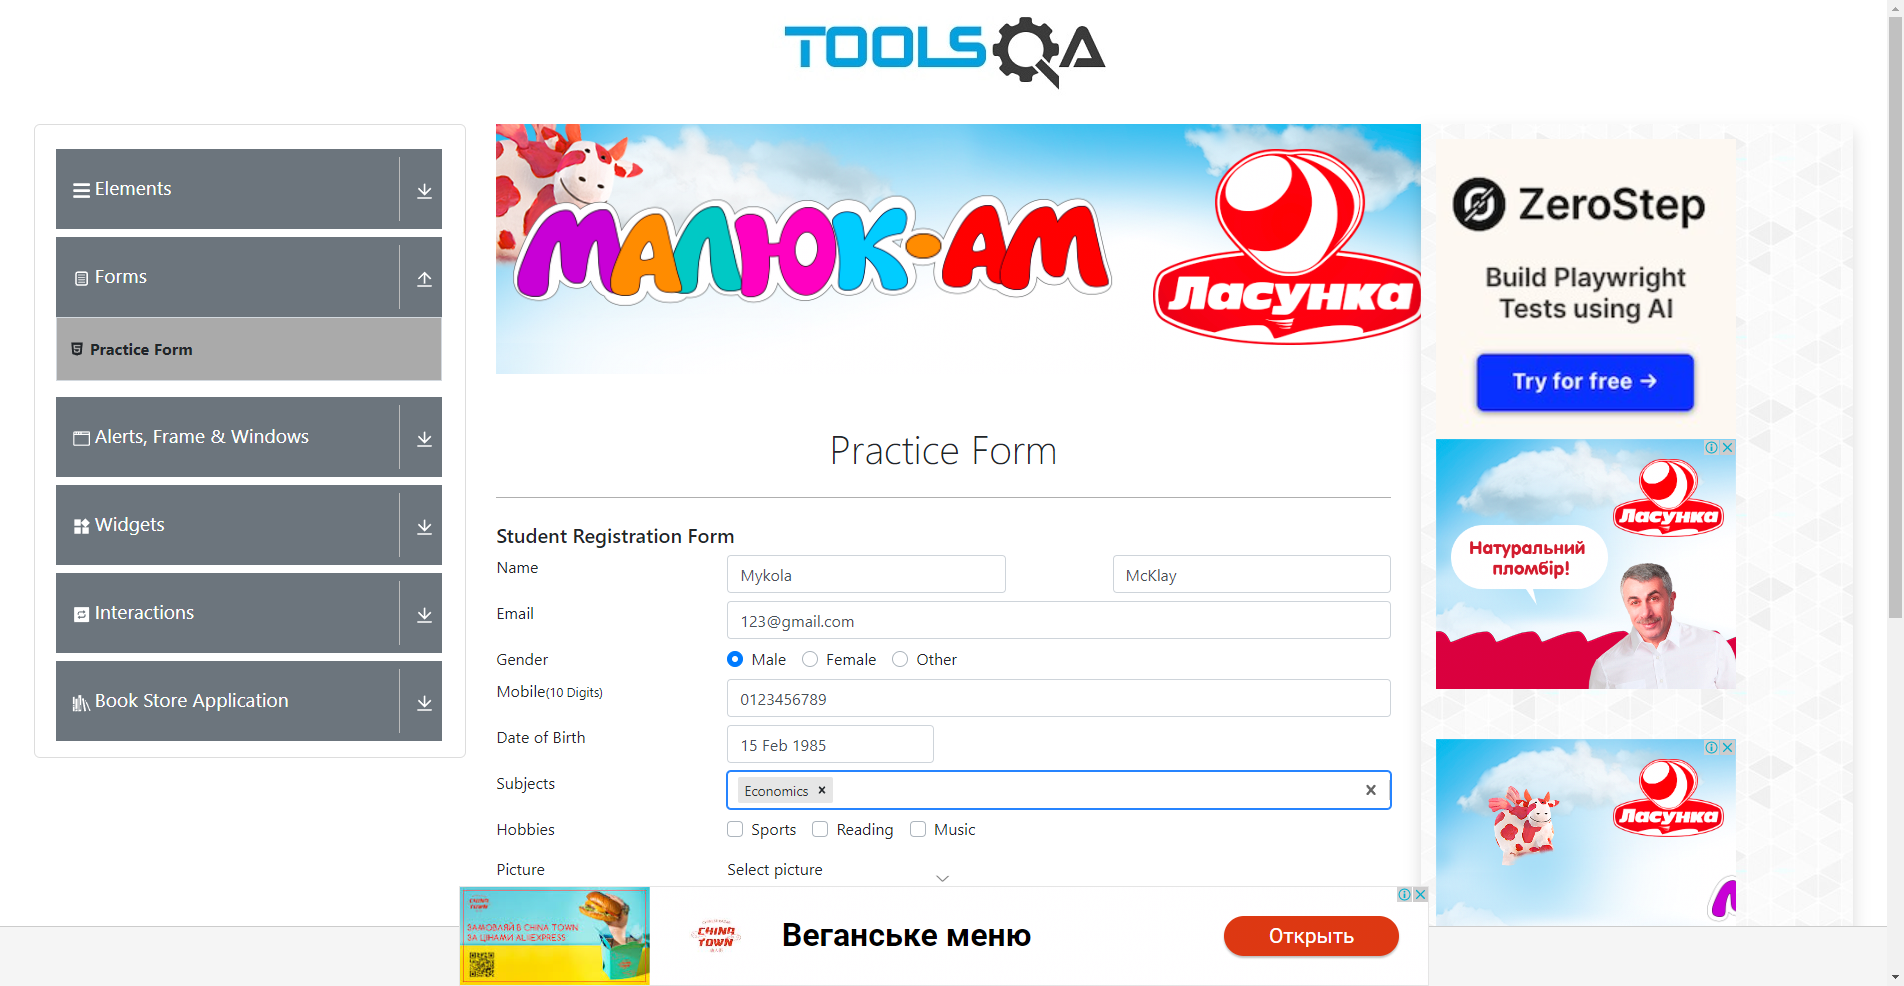 TOOLSQA
Elements
Forms
Practice Form
Alerts, Frame & Windows
Widgets
Interactions
Book Store Application
МАЛЮК-АМ
Ласунка
Practice Form
Student Registration Form
Name
Mykola
McKlay
Email
123@gmail.com
Gender
Male
Female
Other
Mobile(10 Digits)
0123456789
Date of Birth
15 Feb 1985
Subjects
Economics
Hobbies
Sports
Reading
Music
Picture
Select picture
ZeroStep
Build Playwright
Tests using AI
Try for free →
Ласунка
Натуральний
пломбір!
Ласунка
CHINA
TOWN
ЗАМОВЛЯЙ В CHINA TOWN
ЗА ЦІНАМИ ALIEXPRESS
CHINA
TOWN
Веганське меню
Открыть